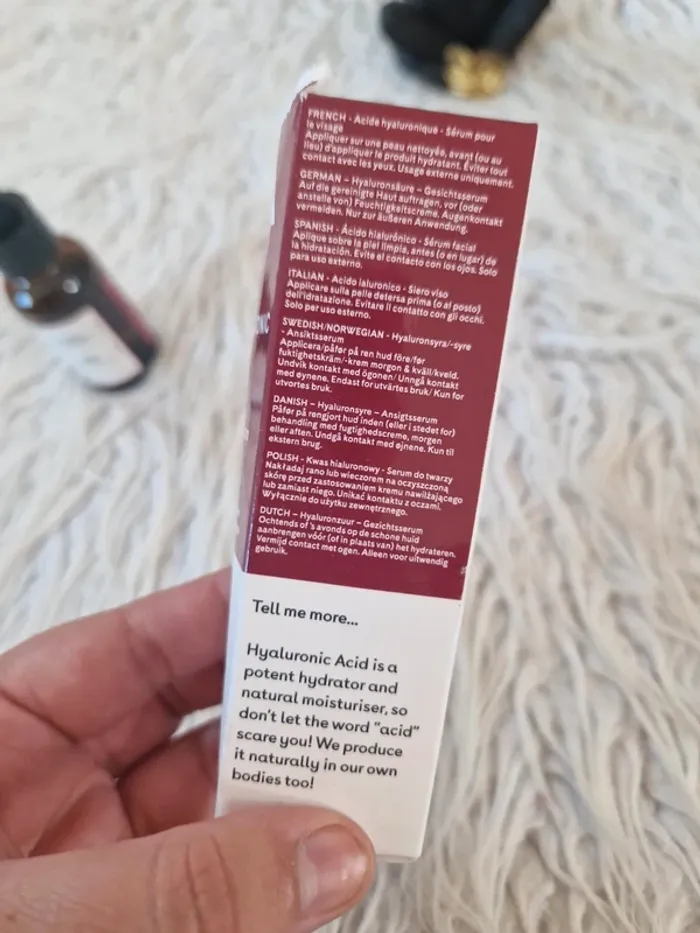 FRENCH - Acide hyaluronique - Sérum pour
le visage
Appliquer sur une peau nettoyée, avant (ou au
lieu) d'appliquer le produit hydratant. Éviter tout
contact avec les yeux. Usage externe uniquement.
GERMAN – Hyaluronsäure – Gesichtsserum
Auf die gereinigte Haut auftragen, vor (oder
anstelle von) Feuchtigkeitscreme. Augenkontakt
vermeiden. Nur zur äußeren Anwendung.
SPANISH - Ácido hialurónico - Sérum facial
Aplique sobre la piel limpia, antes (o en lugar) de
la hidratación. Evite el contacto con los ojos. Solo
para uso externo.
ITALIAN - Acido ialuronico - Siero viso
Applicare sulla pelle detersa prima (o al posto)
dell'idratazione. Evitare il contatto con gli occhi.
Solo per uso esterno.
SWEDISH/NORWEGIAN - Hyaluronsyra/-syre
- Ansiktsserum
Applicera/påfør på ren hud före/før
fuktighetskräm/-krem morgon & kväll/kveld.
Undvik kontakt med ögonen/ Unngå kontakt
med øynene. Endast for utvärtes bruk/ Kun for
utvortes bruk.
DANISH – Hyaluronsyre – Ansigtsserum
Påfør på rengjort hud inden (eller i stedet for)
behandling med fugtighedscreme, morgen
eller aften. Undgå kontakt med øjnene. Kun til
ekstern brug.
POLISH - Kwas hialuronowy - Serum do twarzy
Nakładaj rano lub wieczorem na oczyszczoną
skórę przed zastosowaniem kremu nawilżającego
lub zamiast niego. Unikać kontaktu z oczami.
Wyłącznie do użytku zewnętrznego.
DUTCH – Hyaluronzuur – Gezichtsserum
Ochtends of 's avonds op de schone huid
aanbrengen vóór (of in plaats van) het hydrateren.
Vermijd contact met ogen. Alleen voor uitwendig
gebruik.
Tell me more...
Hyaluronic Acid is a
potent hydrator and
natural moisturiser, so
don't let the word "acid"
scare you! We produce
it naturally in our own
bodies too!